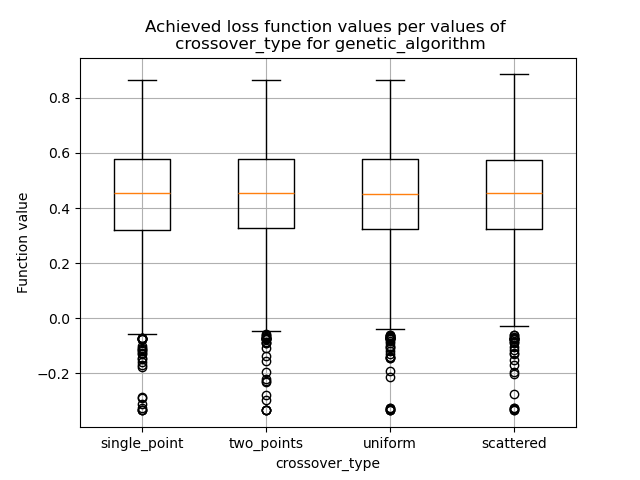 Achieved loss function values per values of
crossover_type for genetic_algorithm
Function value
0.8
0.6
0.4
0.2
0.0
−0.2
single_point two_points uniform scattered
crossover_type